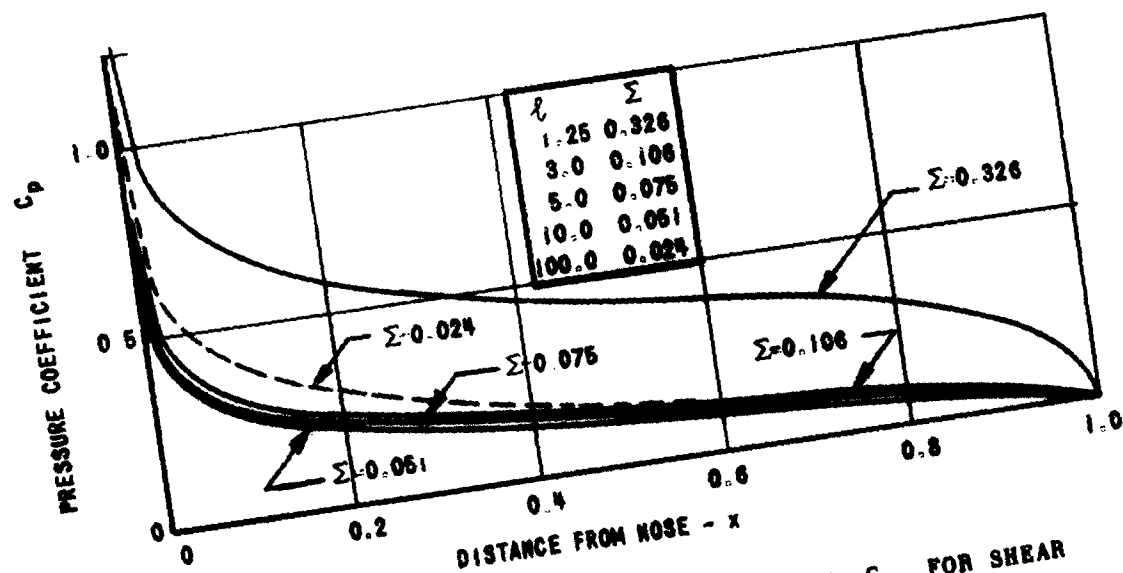 ℓ Σ
1.25 0.326
3.0 0.106
5.0 0.075
10.0 0.051
100.0 0.024
1.0
Σ=0.326
PRESSURE COEFFICIENT Cp
0.5
Σ=0.024
Σ=0.075
Σ=0.106
Σ=0.051
0
0
0.2
0.4
0.6
0.8
1.0
DISTANCE FROM NOSE - x
FOR SHEAR